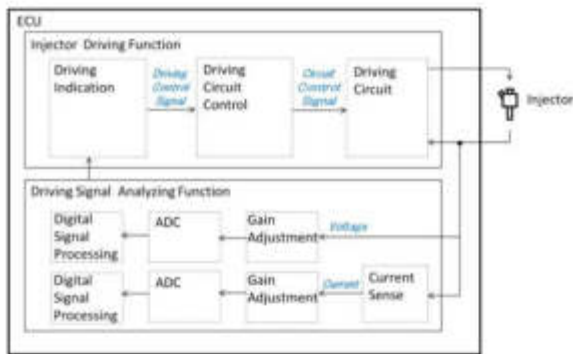 ECU
Injector Driving Function
Driving
Indication
Driving
Control
Signal
Driving
Circuit
Control
Circuit
Control
Signal
Driving
Circuit
Injector
Driving Signal Analyzing Function
Digital
Signal
Processing
ADC
Gain
Adjustment
Voltage
Digital
Signal
Processing
ADC
Gain
Adjustment
Current
Current
Sense